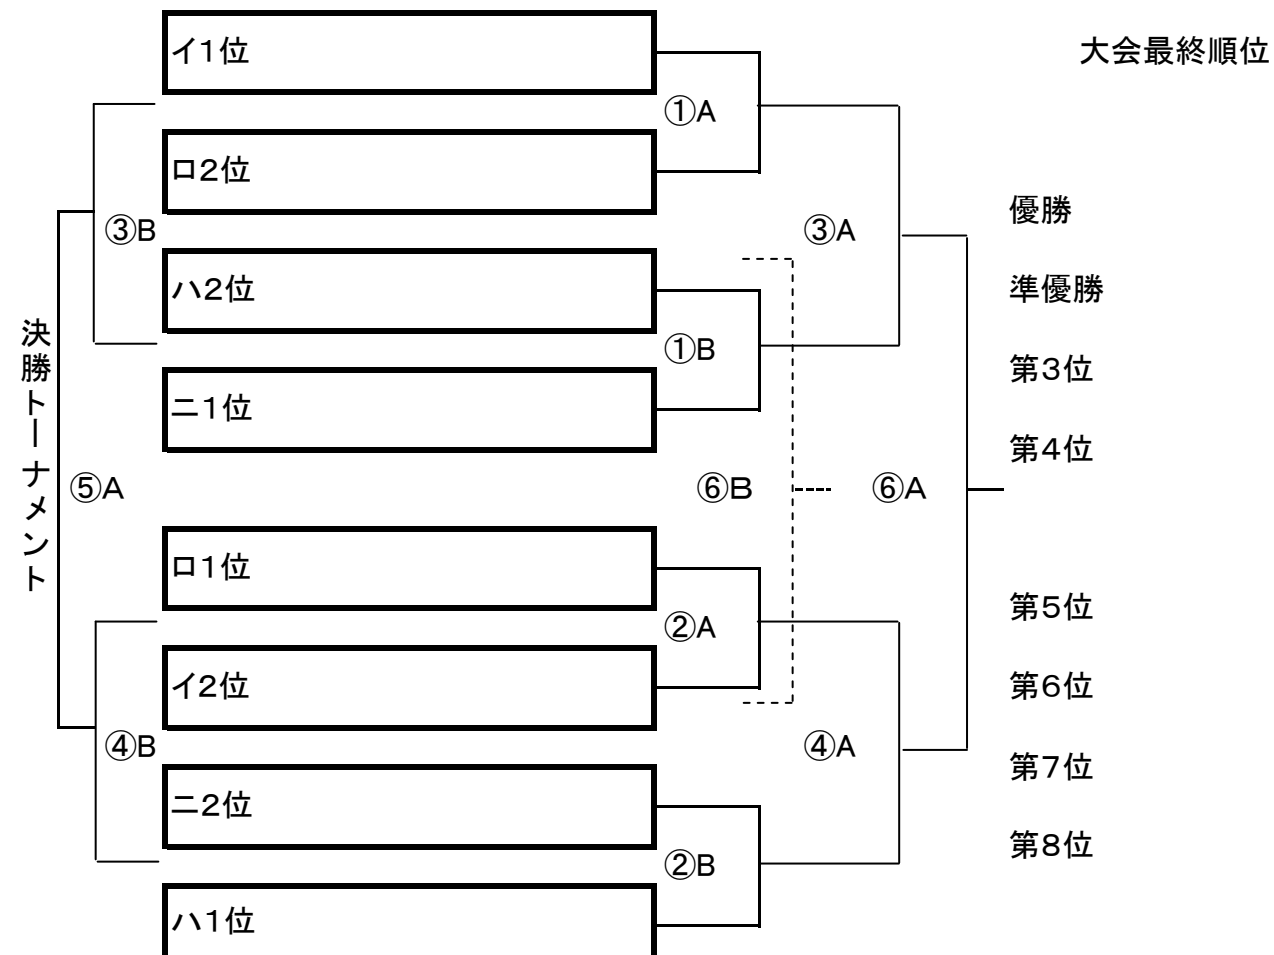 イ1位
大会最終順位
①A
ロ2位
優勝
③B
③A
ハ2位
準優勝
決勝トーナメント
①B
第3位
ニ1位
第4位
⑤A
⑥B
⑥A
ロ1位
第5位
②A
イ2位
第6位
④B
④A
第7位
ニ2位
第8位
②B
ハ1位